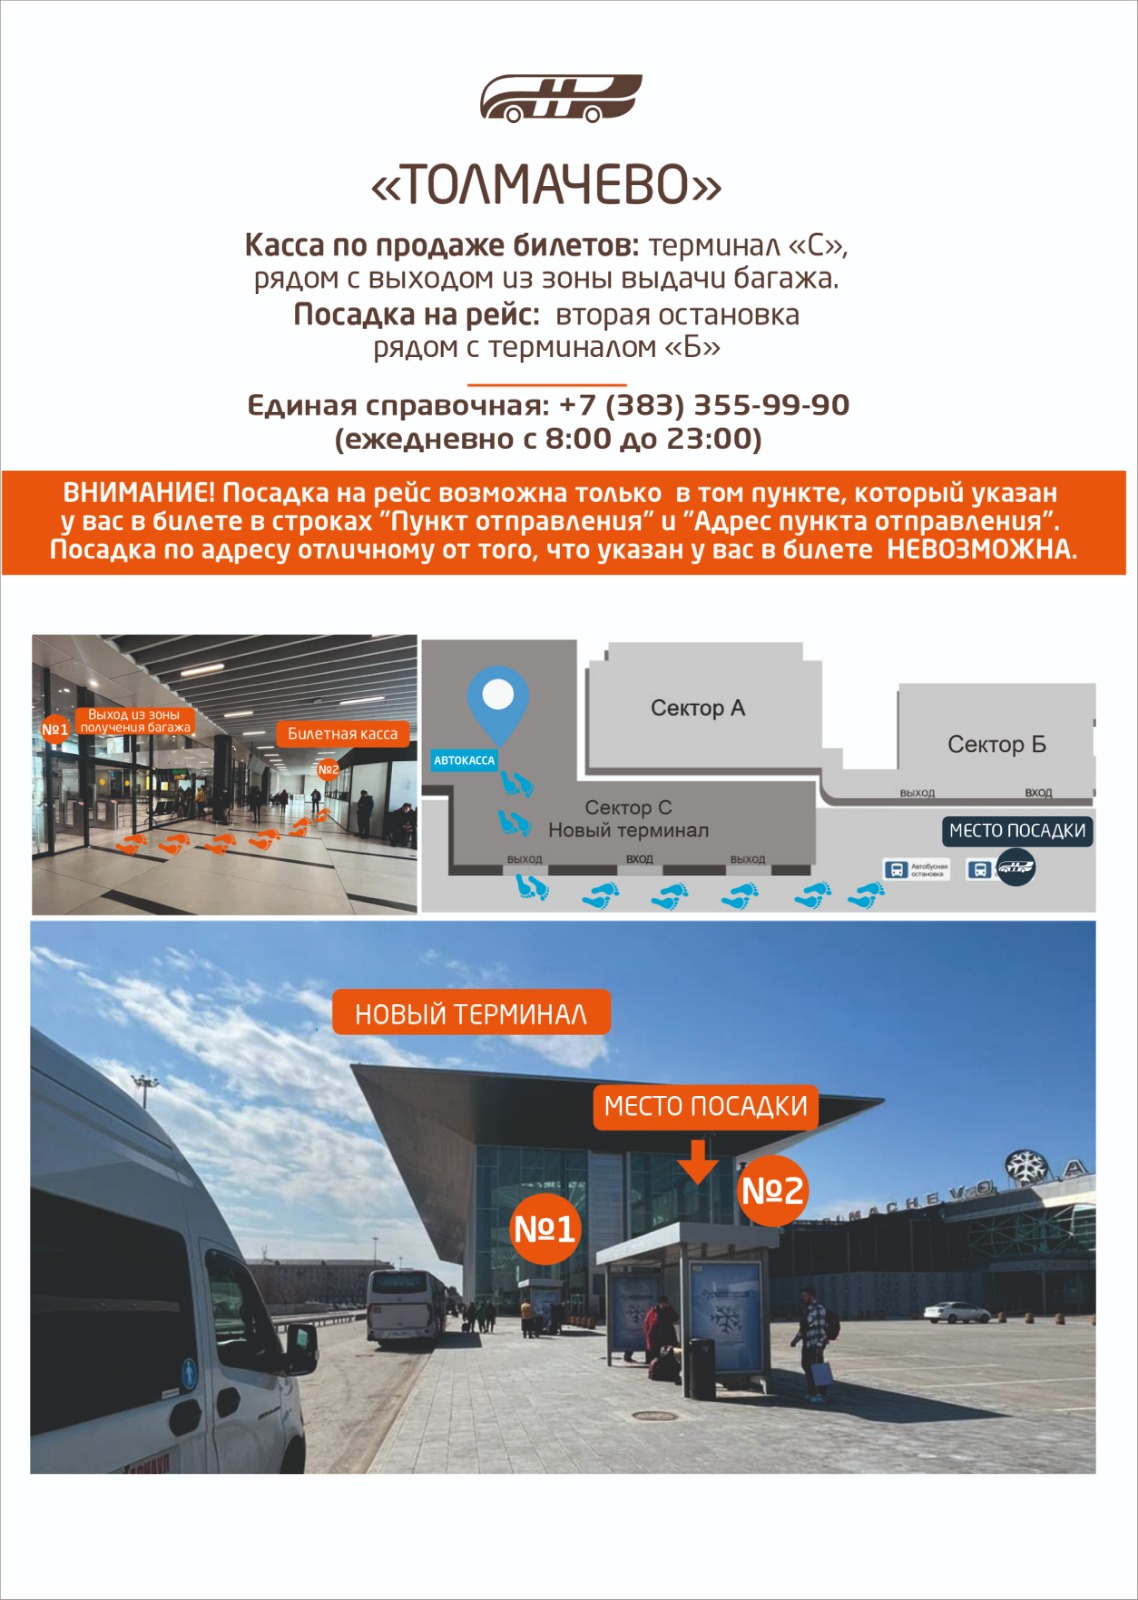 «ТОЛМАЧЕВО»
Касса по продаже билетов: терминал «С»,
рядом с выходом из зоны выдачи багажа.
Посадка на рейс: вторая остановка
рядом с терминалом «Б»
Единая справочная: +7 (383) 355-99-90
(ежедневно с 8:00 до 23:00)
ВНИМАНИЕ! Посадка на рейс возможна только в том пункте, который указан
у вас в билете в строках "Пункт отправления" и "Адрес пункта отправления".
Посадка по адресу отличному от того, что указан у вас в билете НЕВОЗМОЖНА.
№1
Выход из зоны
получения багажа
Билетная касса
№2
АВТОКАССА
Сектор А
Сектор Б
Сектор С
Новый терминал
ВЫХОД
ВХОД
ВЫХОД
ВЫХОД
ВХОД
МЕСТО ПОСАДКИ
Автобусная
остановка
НОВЫЙ ТЕРМИНАЛ
МЕСТО ПОСАДКИ
№1
№2
MACHEVO